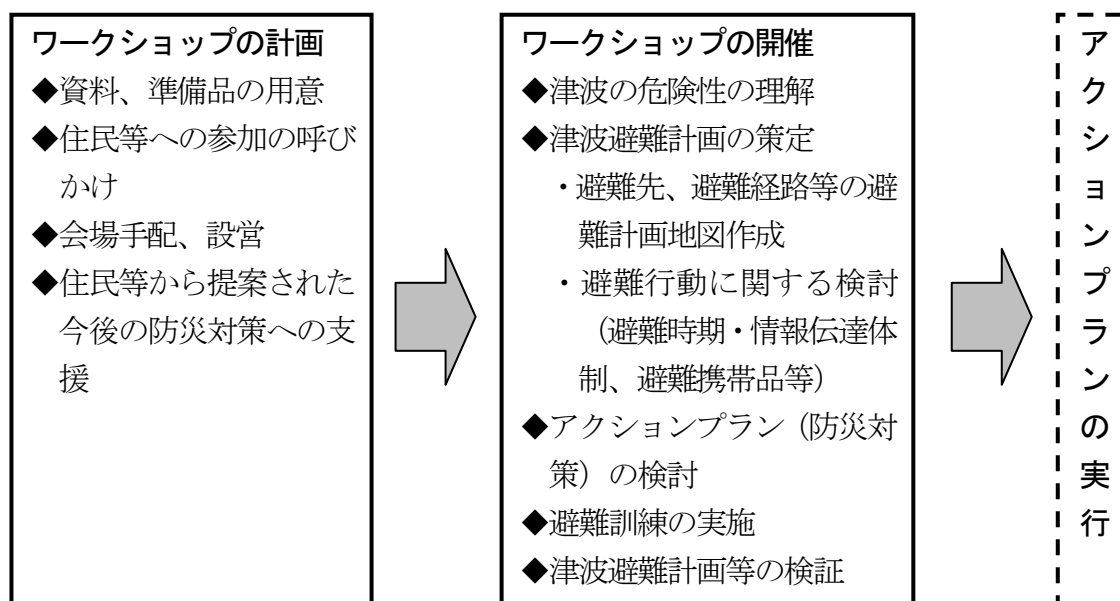 ワークショップの計画
◆資料、準備品の用意
◆住民等への参加の呼び
かけ
◆会場手配、設営
◆住民等から提案された
今後の防災対策への支
援
ワークショップの開催
◆津波の危険性の理解
◆津波避難計画の策定
・避難先、避難経路等の避
難計画地図作成
・避難行動に関する検討
（避難時期・情報伝達体
制、避難携帯品等）
◆アクションプラン（防災対
策）の検討
◆避難訓練の実施
◆津波避難計画等の検証
アクションプランの実行